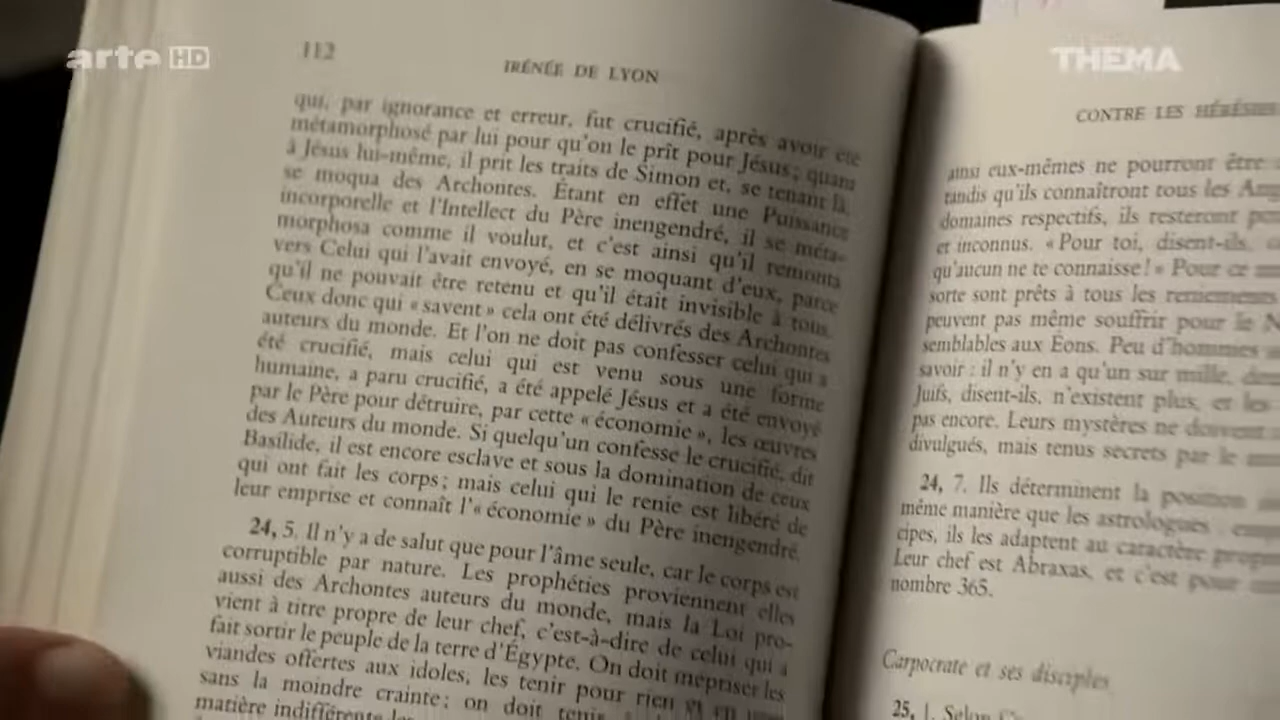 arte HD
THEMA
112
IRÉNÉE DE LYON
qui, par ignorance et erreur, fut crucifié, après avoir été
métamorphosé par lui pour qu'on le prît pour Jésus ; quant
à Jésus lui-même, il prit les traits de Simon et, se tenant là,
se moqua des Archontes. Étant en effet une Puissance
incorporelle et l'Intellect du Père inengendré, il se méta-
morphosa comme il voulut, et c'est ainsi qu'il remonta
vers Celui qui l'avait envoyé, en se moquant d'eux, parce
qu'il ne pouvait être retenu et qu'il était invisible à tous.
Ceux donc qui « savent » cela ont été délivrés des Archontes
auteurs du monde. Et l'on ne doit pas confesser celui qui a
été crucifié, mais celui qui est venu sous une forme
humaine, a paru crucifié, a été appelé Jésus et a été envoyé
par le Père pour détruire, par cette « économie », les œuvres
des Auteurs du monde. Si quelqu'un confesse le crucifié, dit
Basilide, il est encore esclave et sous la domination de ceux
qui ont fait les corps ; mais celui qui le renie est libéré de
leur emprise et connaît l'« économie » du Père inengendré.
24, 5. Il n'y a de salut que pour l'âme seule, car le corps est
corruptible par nature. Les prophéties proviennent elles
aussi des Archontes auteurs du monde, mais la Loi pro-
vient à titre propre de leur chef, c'est-à-dire de celui qui a
fait sortir le peuple de la terre d'Égypte. On doit mépriser les
viandes offertes aux idoles, les tenir pour rien et en
sans la moindre crainte ; on doit tenir
matière indifférente
CONTRE LES HÉRÉSIES
ainsi eux-mêmes ne pourront être
tandis qu'ils connaîtront tous les
domaines respectifs, ils resteront
et inconnus. « Pour toi, disent-ils,
qu'aucun ne te connaisse ! » Pour ce
sorte sont prêts à tous les reniements
peuvent pas même souffrir pour le
semblables aux Éons. Peu d'hommes
savoir : il n'y en a qu'un sur mille,
Juifs, disent-ils, n'existent plus, et les
pas encore. Leurs mystères ne doivent
divulgués, mais tenus secrets par le
24, 7. Ils déterminent la position
même manière que les astrologues :
cipes, ils les adaptent au caractère
Leur chef est Abraxas, et c'est pour
nombre 365.
Carpocrate et ses disciples
25, 1. Selon